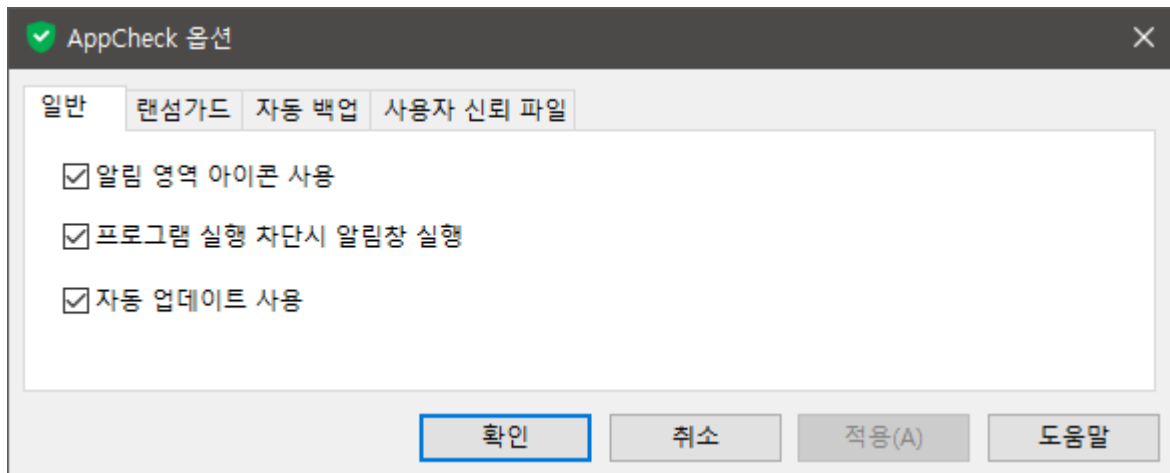 AppCheck 옵션
일반 랜섬가드 자동 백업 사용자 신뢰 파일
알림 영역 아이콘 사용
프로그램 실행 차단시 알림창 실행
자동 업데이트 사용
확인 취소 적용(A) 도움말